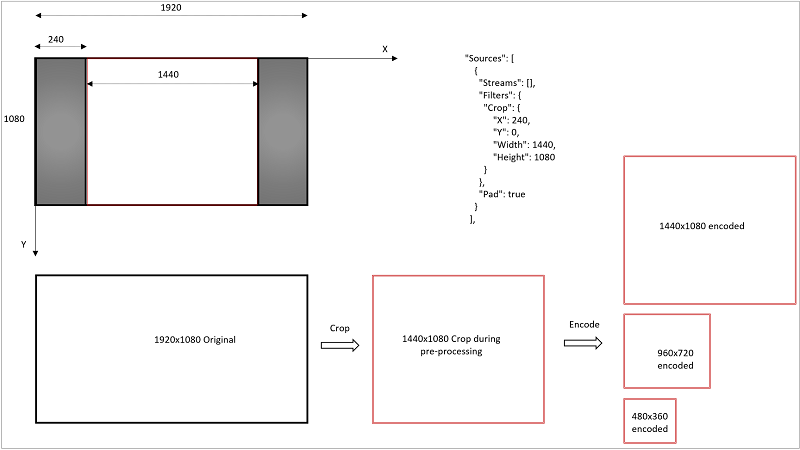 1920
240
X
1440
1080
Y
"Sources": [
{
"Streams": [],
"Filters": {
"Crop": {
"X": 240,
"Y": 0,
"Width": 1440,
"Height": 1080
}
},
"Pad": true
}
],
1920x1080 Original
Crop
1440x1080 Crop during
pre-processing
Encode
1440x1080 encoded
960x720
encoded
480x360
encoded